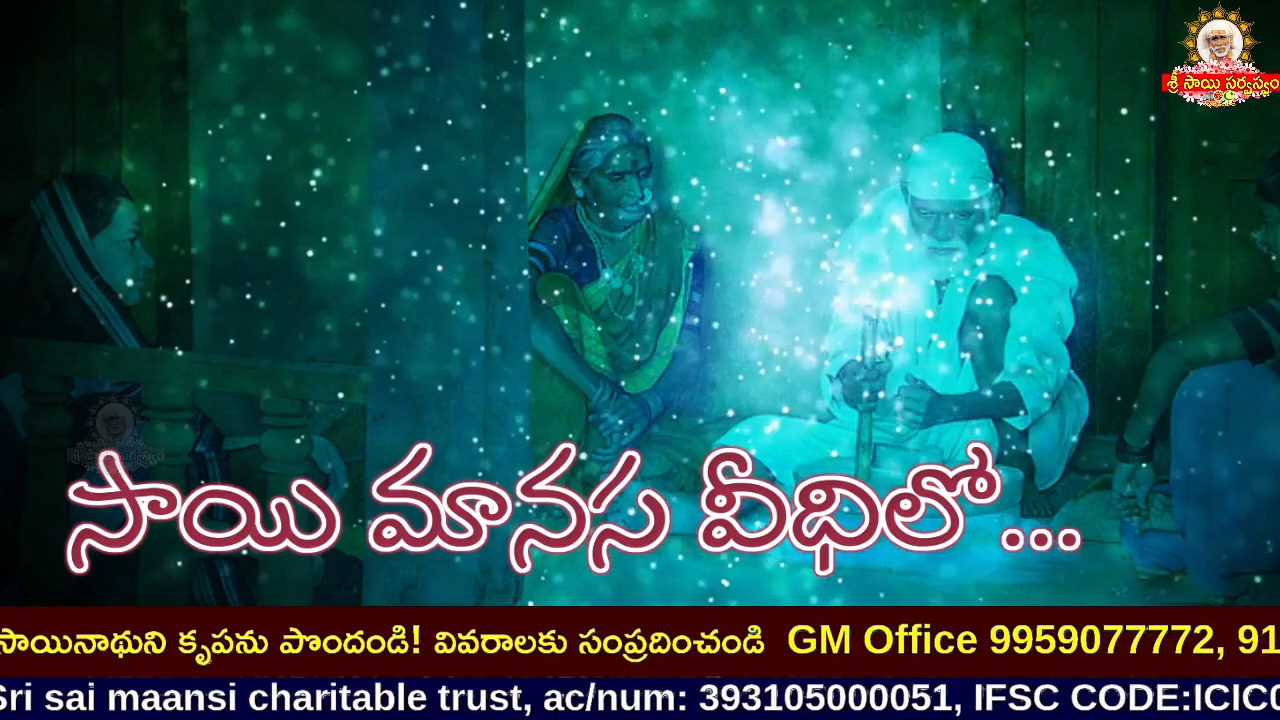 శ్రీ సాయి సర్వస్వం
సాయి మానస వీధిలో...
సాయినాథుని కృపను పొందండి! వివరాలకు సంప్రదించండి GM Office 9959077772, 91
Sri sai maansi charitable trust, ac/num: 393105000051, IFSC CODE:ICIC0